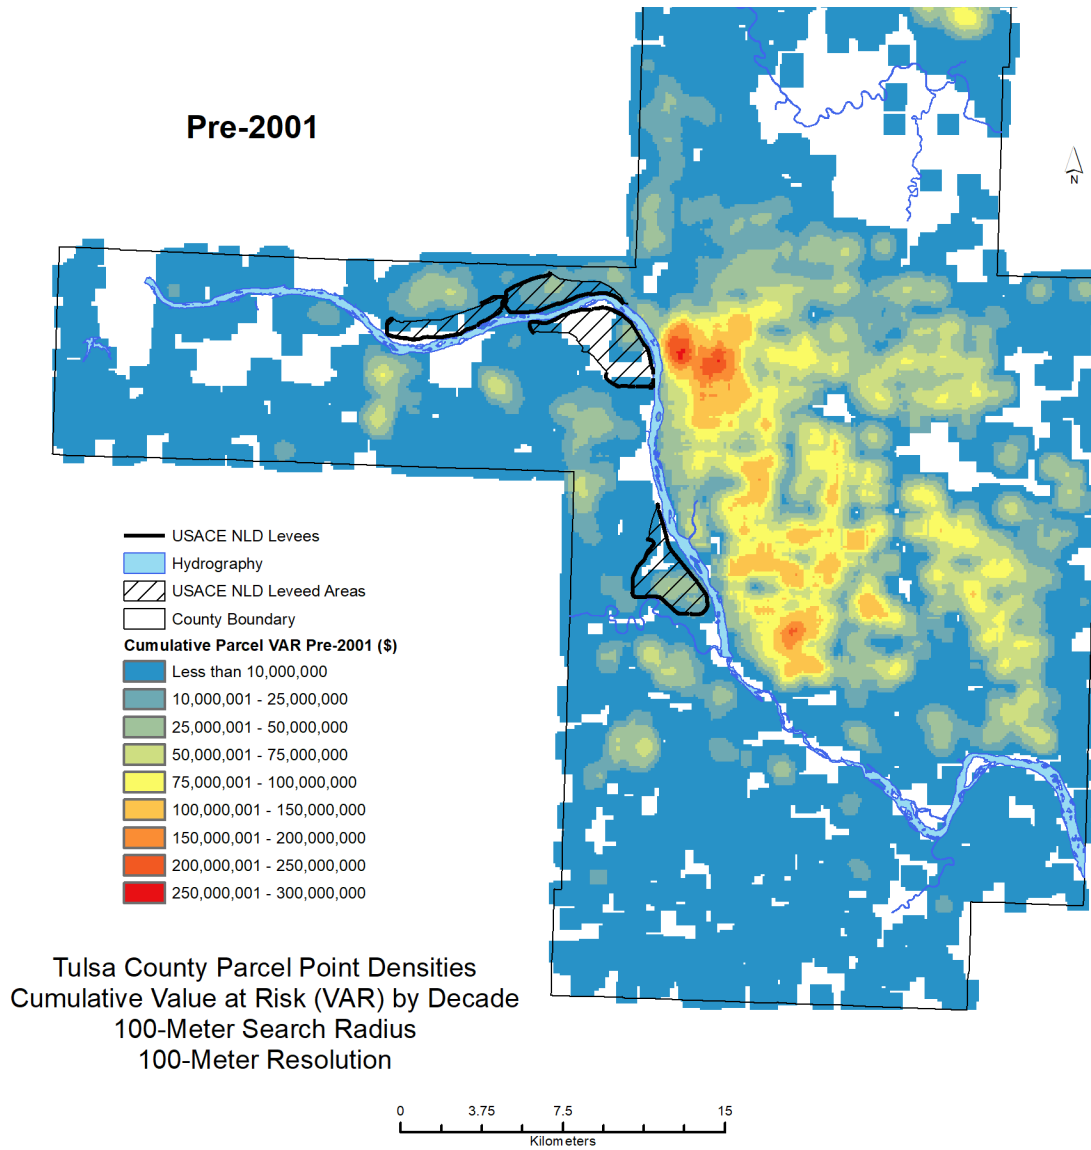 Pre-2001
N
USACE NLD Levees
Hydrography
USACE NLD Leveed Areas
County Boundary
Cumulative Parcel VAR Pre-2001 ($)
Less than 10,000,000
10,000,001 - 25,000,000
25,000,001 - 50,000,000
50,000,001 - 75,000,000
75,000,001 - 100,000,000
100,000,001 - 150,000,000
150,000,001 - 200,000,000
200,000,001 - 250,000,000
250,000,001 - 300,000,000
Tulsa County Parcel Point Densities
Cumulative Value at Risk (VAR) by Decade
100-Meter Search Radius
100-Meter Resolution
0 3.75 7.5 15
Kilometers